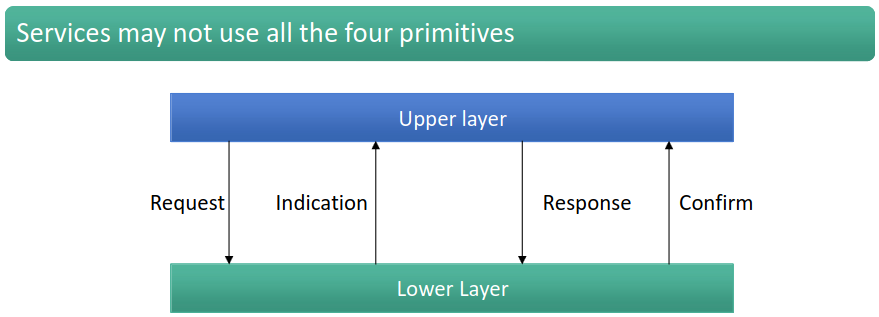 Services may not use all the four primitives
Upper layer
Request
Indication
Response
Confirm
Lower Layer